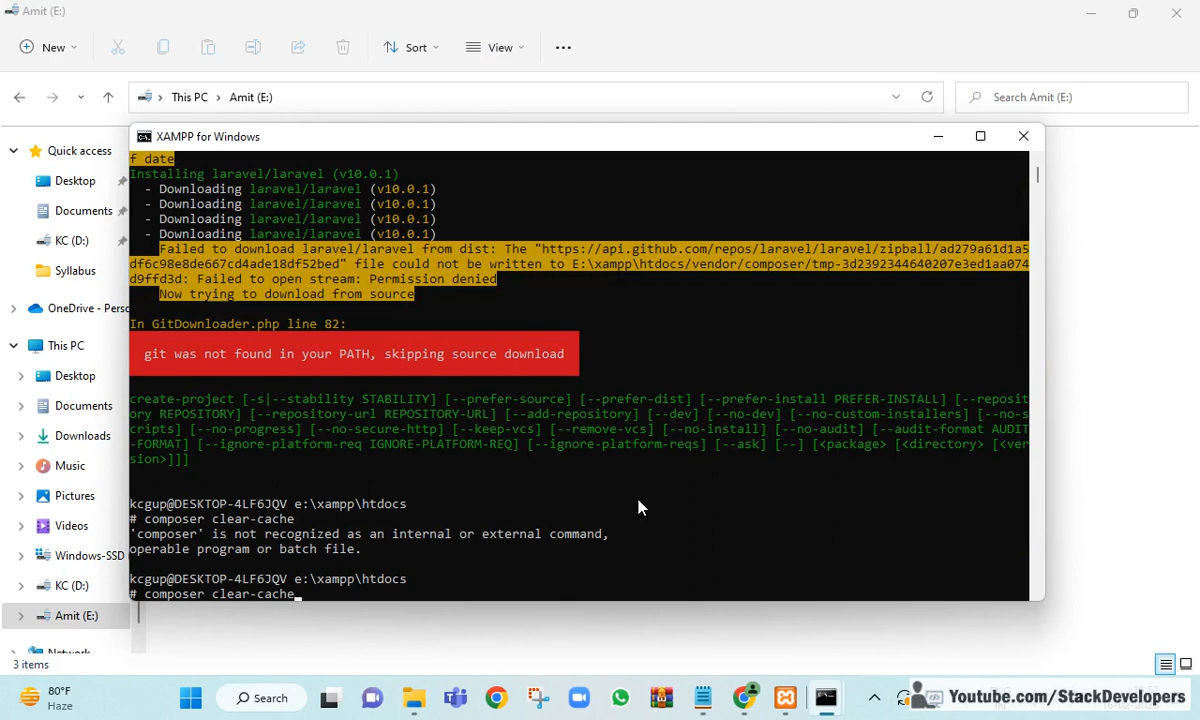 Amit (E:)
New
Sort
View
This PC > Amit (E:)
Search Amit (E:)
Quick access
Desktop
Documents
KC (D:)
Syllabus
OneDrive - Perso
This PC
Desktop
Documents
Downloads
Music
Pictures
Videos
Windows-SSD
KC (D:)
Amit (E:)
Network
3 items
XAMPP for Windows
f date
Installing laravel/laravel (v10.0.1)
- Downloading laravel/laravel (v10.0.1)
- Downloading laravel/laravel (v10.0.1)
- Downloading laravel/laravel (v10.0.1)
- Downloading laravel/laravel (v10.0.1)
Failed to download laravel/laravel from dist: The "https://api.github.com/repos/laravel/laravel/zipball/ad279a61d1a5
df6c98e8de667cd4ade18df52bed" file could not be written to E:\xampp\htdocs/vendor/composer/tmp-3d2392344640207e3ed1aa074
d9ffd3d: Failed to open stream: Permission denied
Now trying to download from source
In GitDownloader.php line 82:
git was not found in your PATH, skipping source download
create-project [-s|--stability STABILITY] [--prefer-source] [--prefer-dist] [--prefer-install PREFER-INSTALL] [--reposit
ory REPOSITORY] [--repository-url REPOSITORY-URL] [--add-repository] [--dev] [--no-dev] [--no-custom-installers] [--no-s
cripts] [--no-progress] [--no-secure-http] [--keep-vcs] [--remove-vcs] [--no-install] [--no-audit] [--audit-format AUDIT
-FORMAT] [--ignore-platform-req IGNORE-PLATFORM-REQ] [--ignore-platform-reqs] [--ask] [--] [<package> [<directory> [<ver
sion>]]]
kcgup@DESKTOP-4LF6JQV e:\xampp\htdocs
# composer clear-cache
'composer' is not recognized as an internal or external command,
operable program or batch file.
kcgup@DESKTOP-4LF6JQV e:\xampp\htdocs
# composer clear-cache
80°F
Haze
Search
Youtube.com/StackDevelopers